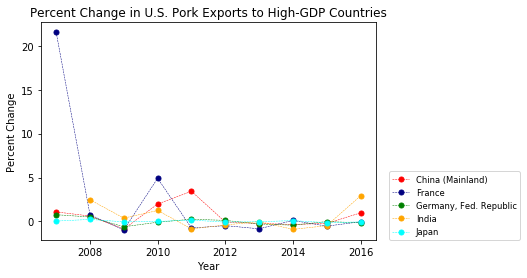 Percent Change in U.S. Pork Exports to High-GDP Countries
20
15
10
5
0
Percent Change
2008
2010
2012
2014
2016
Year
China (Mainland)
France
Germany, Fed. Republic
India
Japan